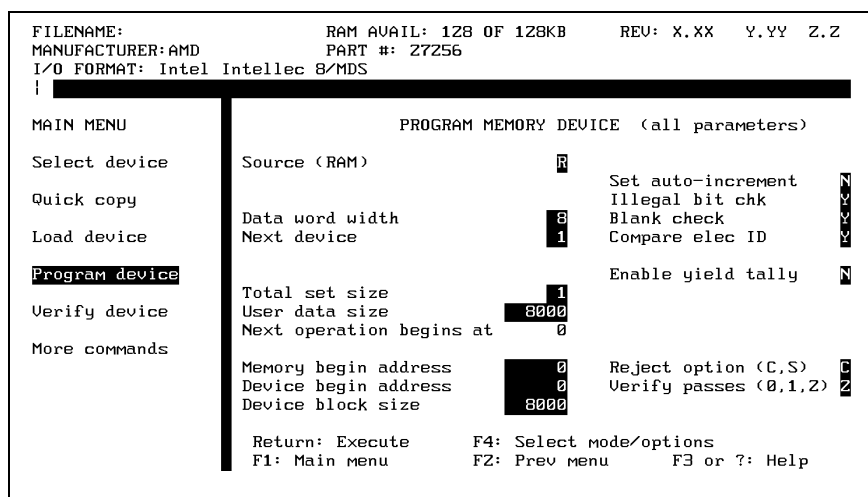 FILENAME: RAM AVAIL: 128 OF 128KB REV: X.XX Y.YY Z.Z
MANUFACTURER:AMD PART #: 27256
I/O FORMAT: Intel Intellec 8/MDS
MAIN MENU PROGRAM MEMORY DEVICE (all parameters)
Select device Source (RAM) R
Set auto-increment N
Quick copy Illegal bit chk Y
Data word width 8 Blank check Y
Load device Next device 1 Compare elec ID Y
Program device Enable yield tally N
Total set size 1
Verify device User data size 8000
Next operation begins at 0
More commands
Memory begin address 0 Reject option (C,S) C
Device begin address 0 Verify passes (0,1,2) 2
Device block size 8000
Return: Execute F4: Select mode/options
F1: Main menu F2: Prev menu F3 or ?: Help